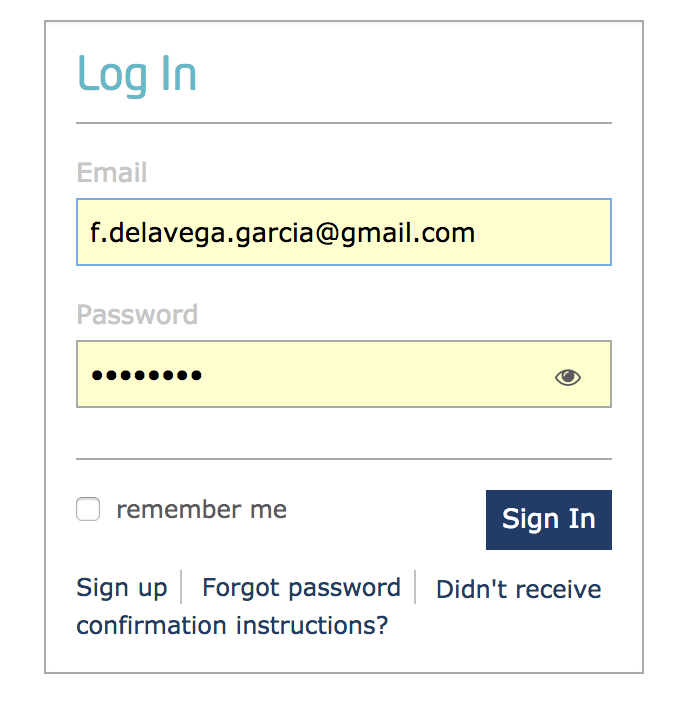 Log In
Email
f.delavega.garcia@gmail.com
Password
••••••••
remember me
Sign In
Sign up Forgot password Didn't receive
confirmation instructions?